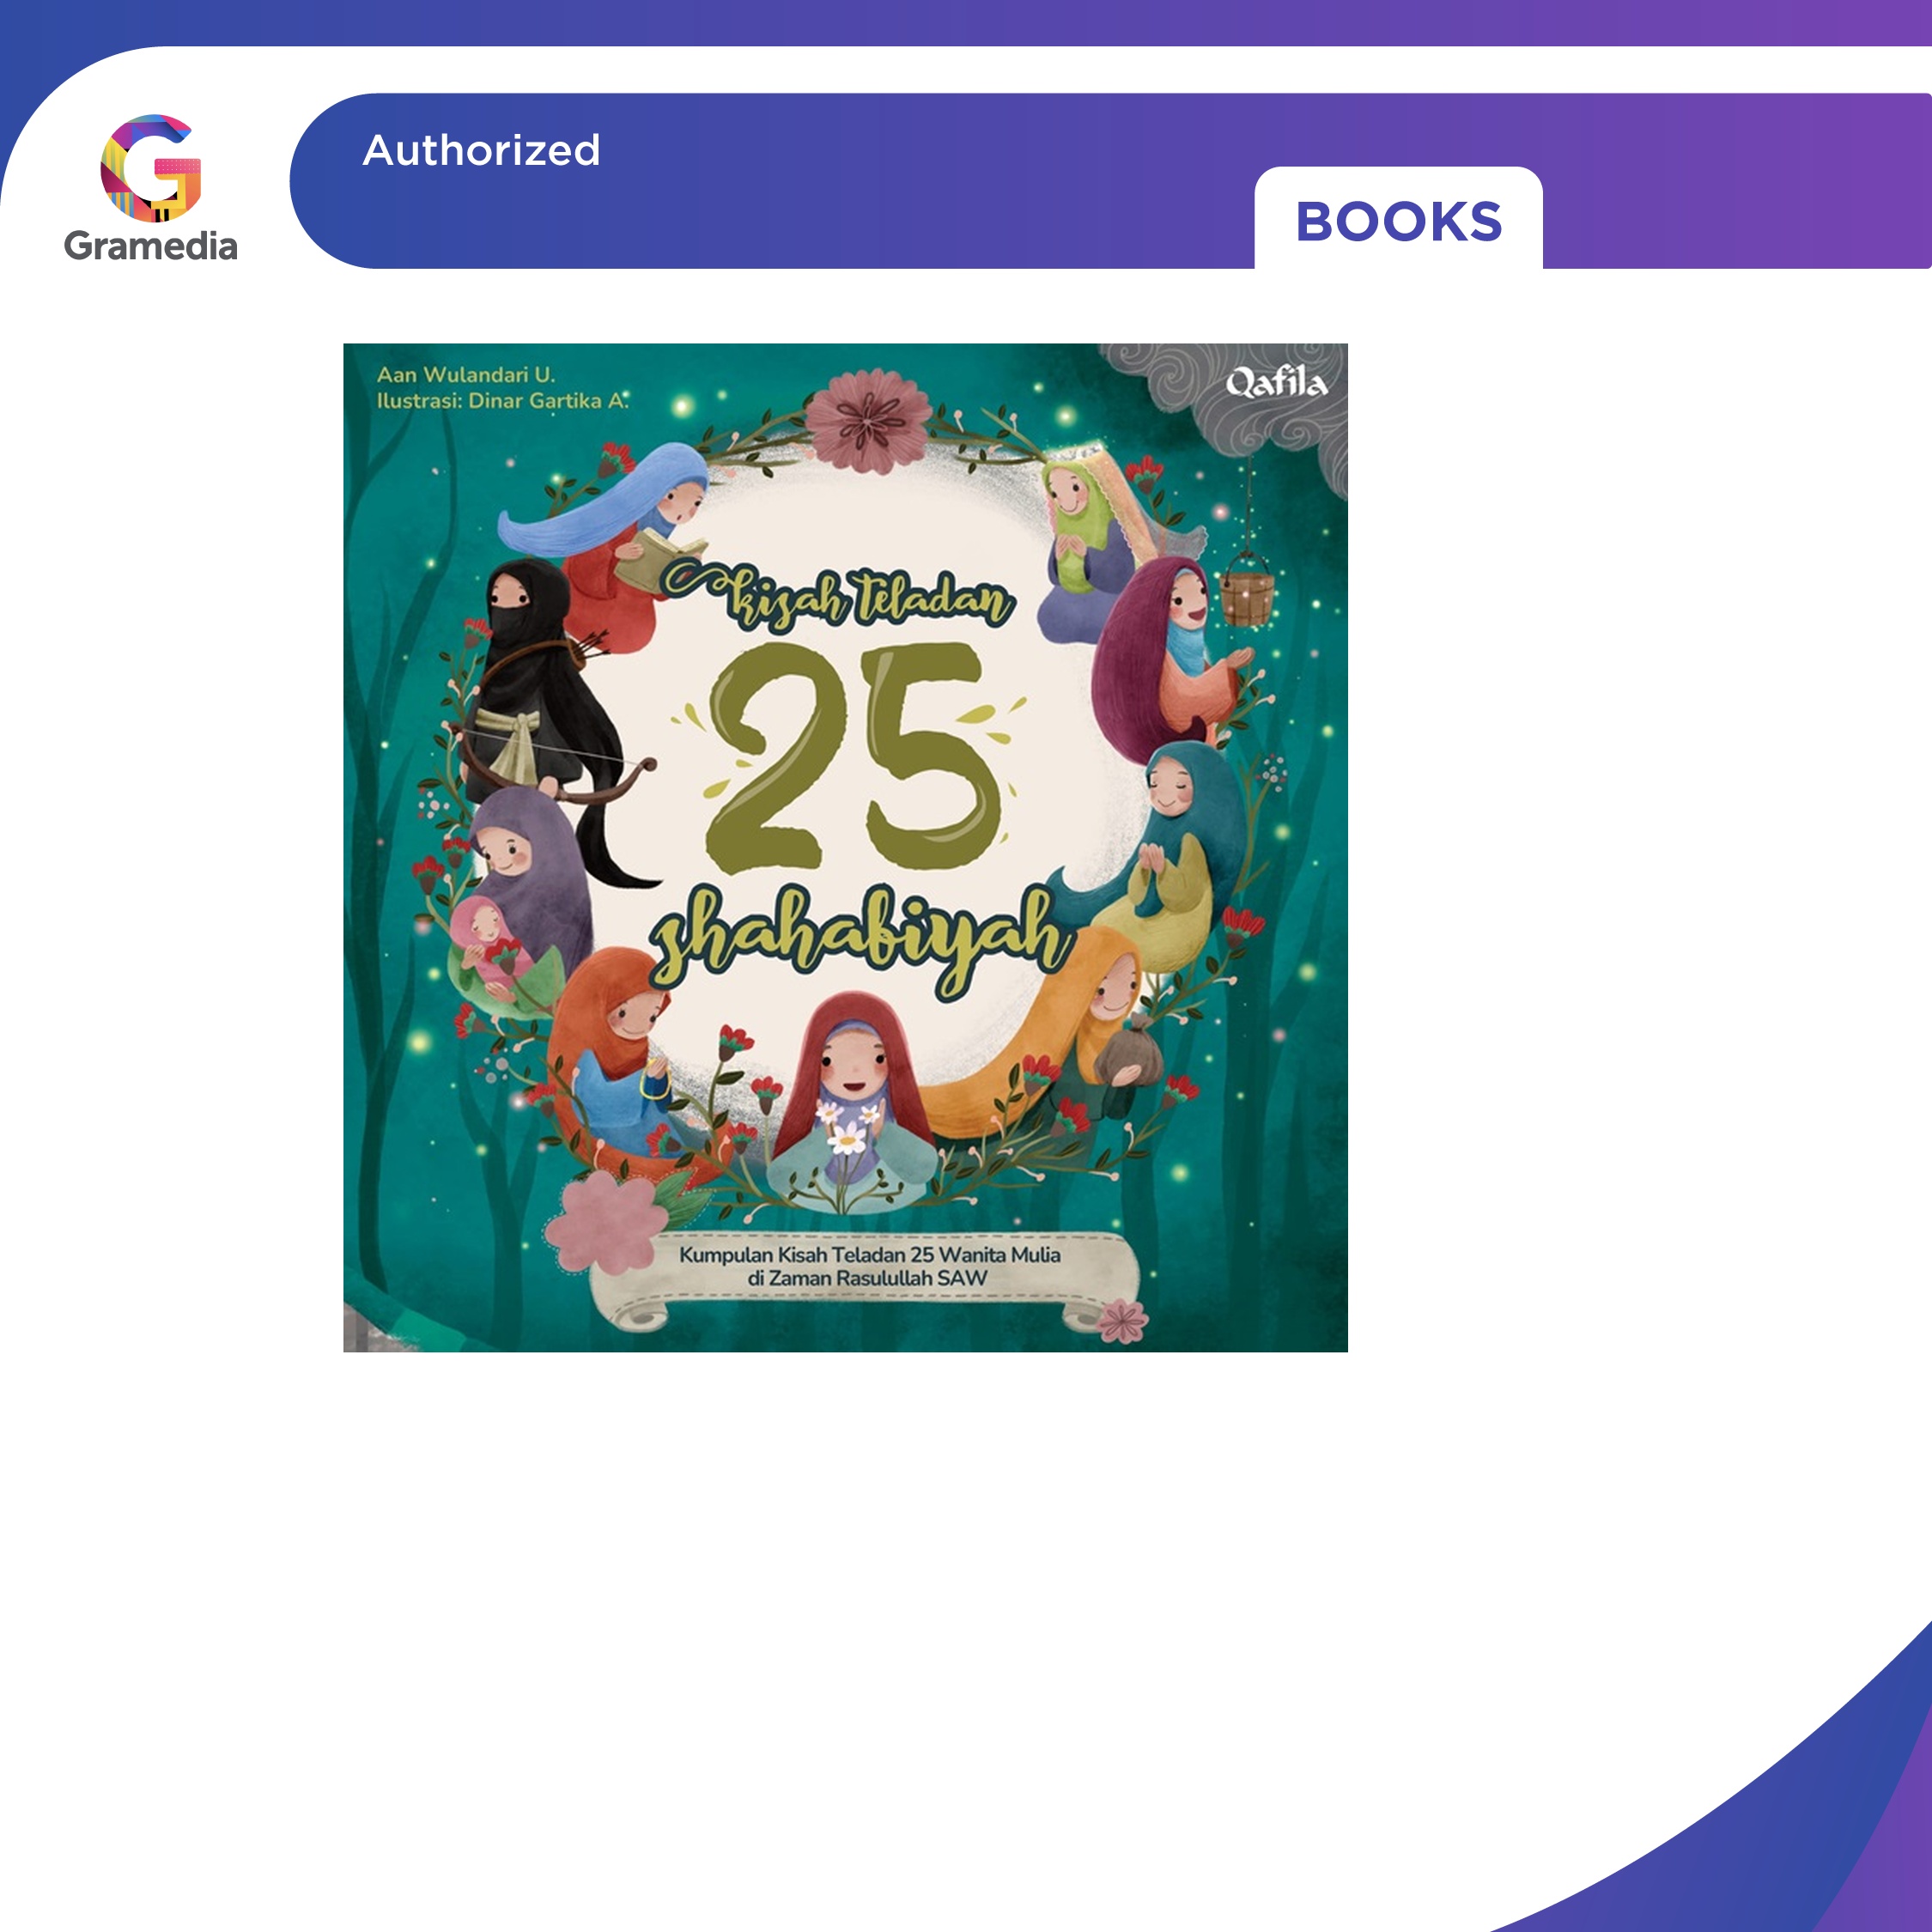 Authorized
BOOKS
Gramedia
Aan Wulandari U.
Ilustrasi: Dinar Gartika A.
Qafila
kisah Teladan
25
shahabiyah
Kumpulan Kisah Teladan 25 Wanita Mulia
di Zaman Rasulullah SAW